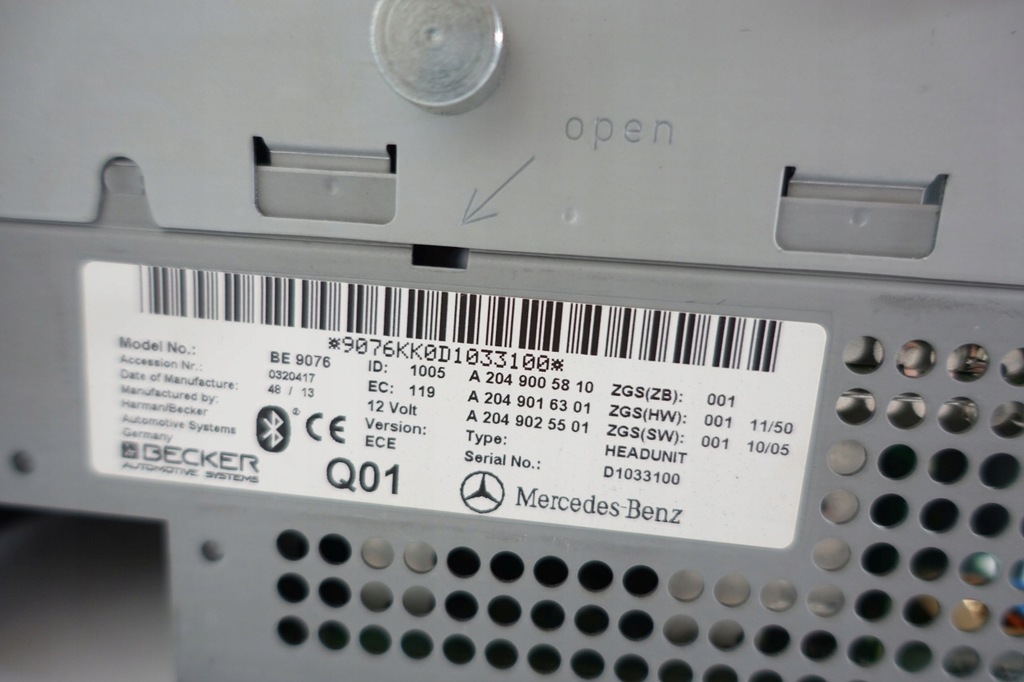 open
*9076KK0D1033100*
Model No.: BE 9076 ID: 1005 A 204 900 58 10 ZGS(ZB): 001
Accession Nr.: 0320417 EC: 119 A 204 901 63 01 ZGS(HW): 001 11/50
Date of Manufacture: 48 / 13 12 Volt A 204 902 55 01 ZGS(SW): 001 10/05
Manufactured by: Version: Type: HEADUNIT
Harman/Becker ECE Serial No.: D1033100
Automotive Systems
Germany
CE
BECKER
AUTOMOTIVE SYSTEMS
Q01
Mercedes-Benz